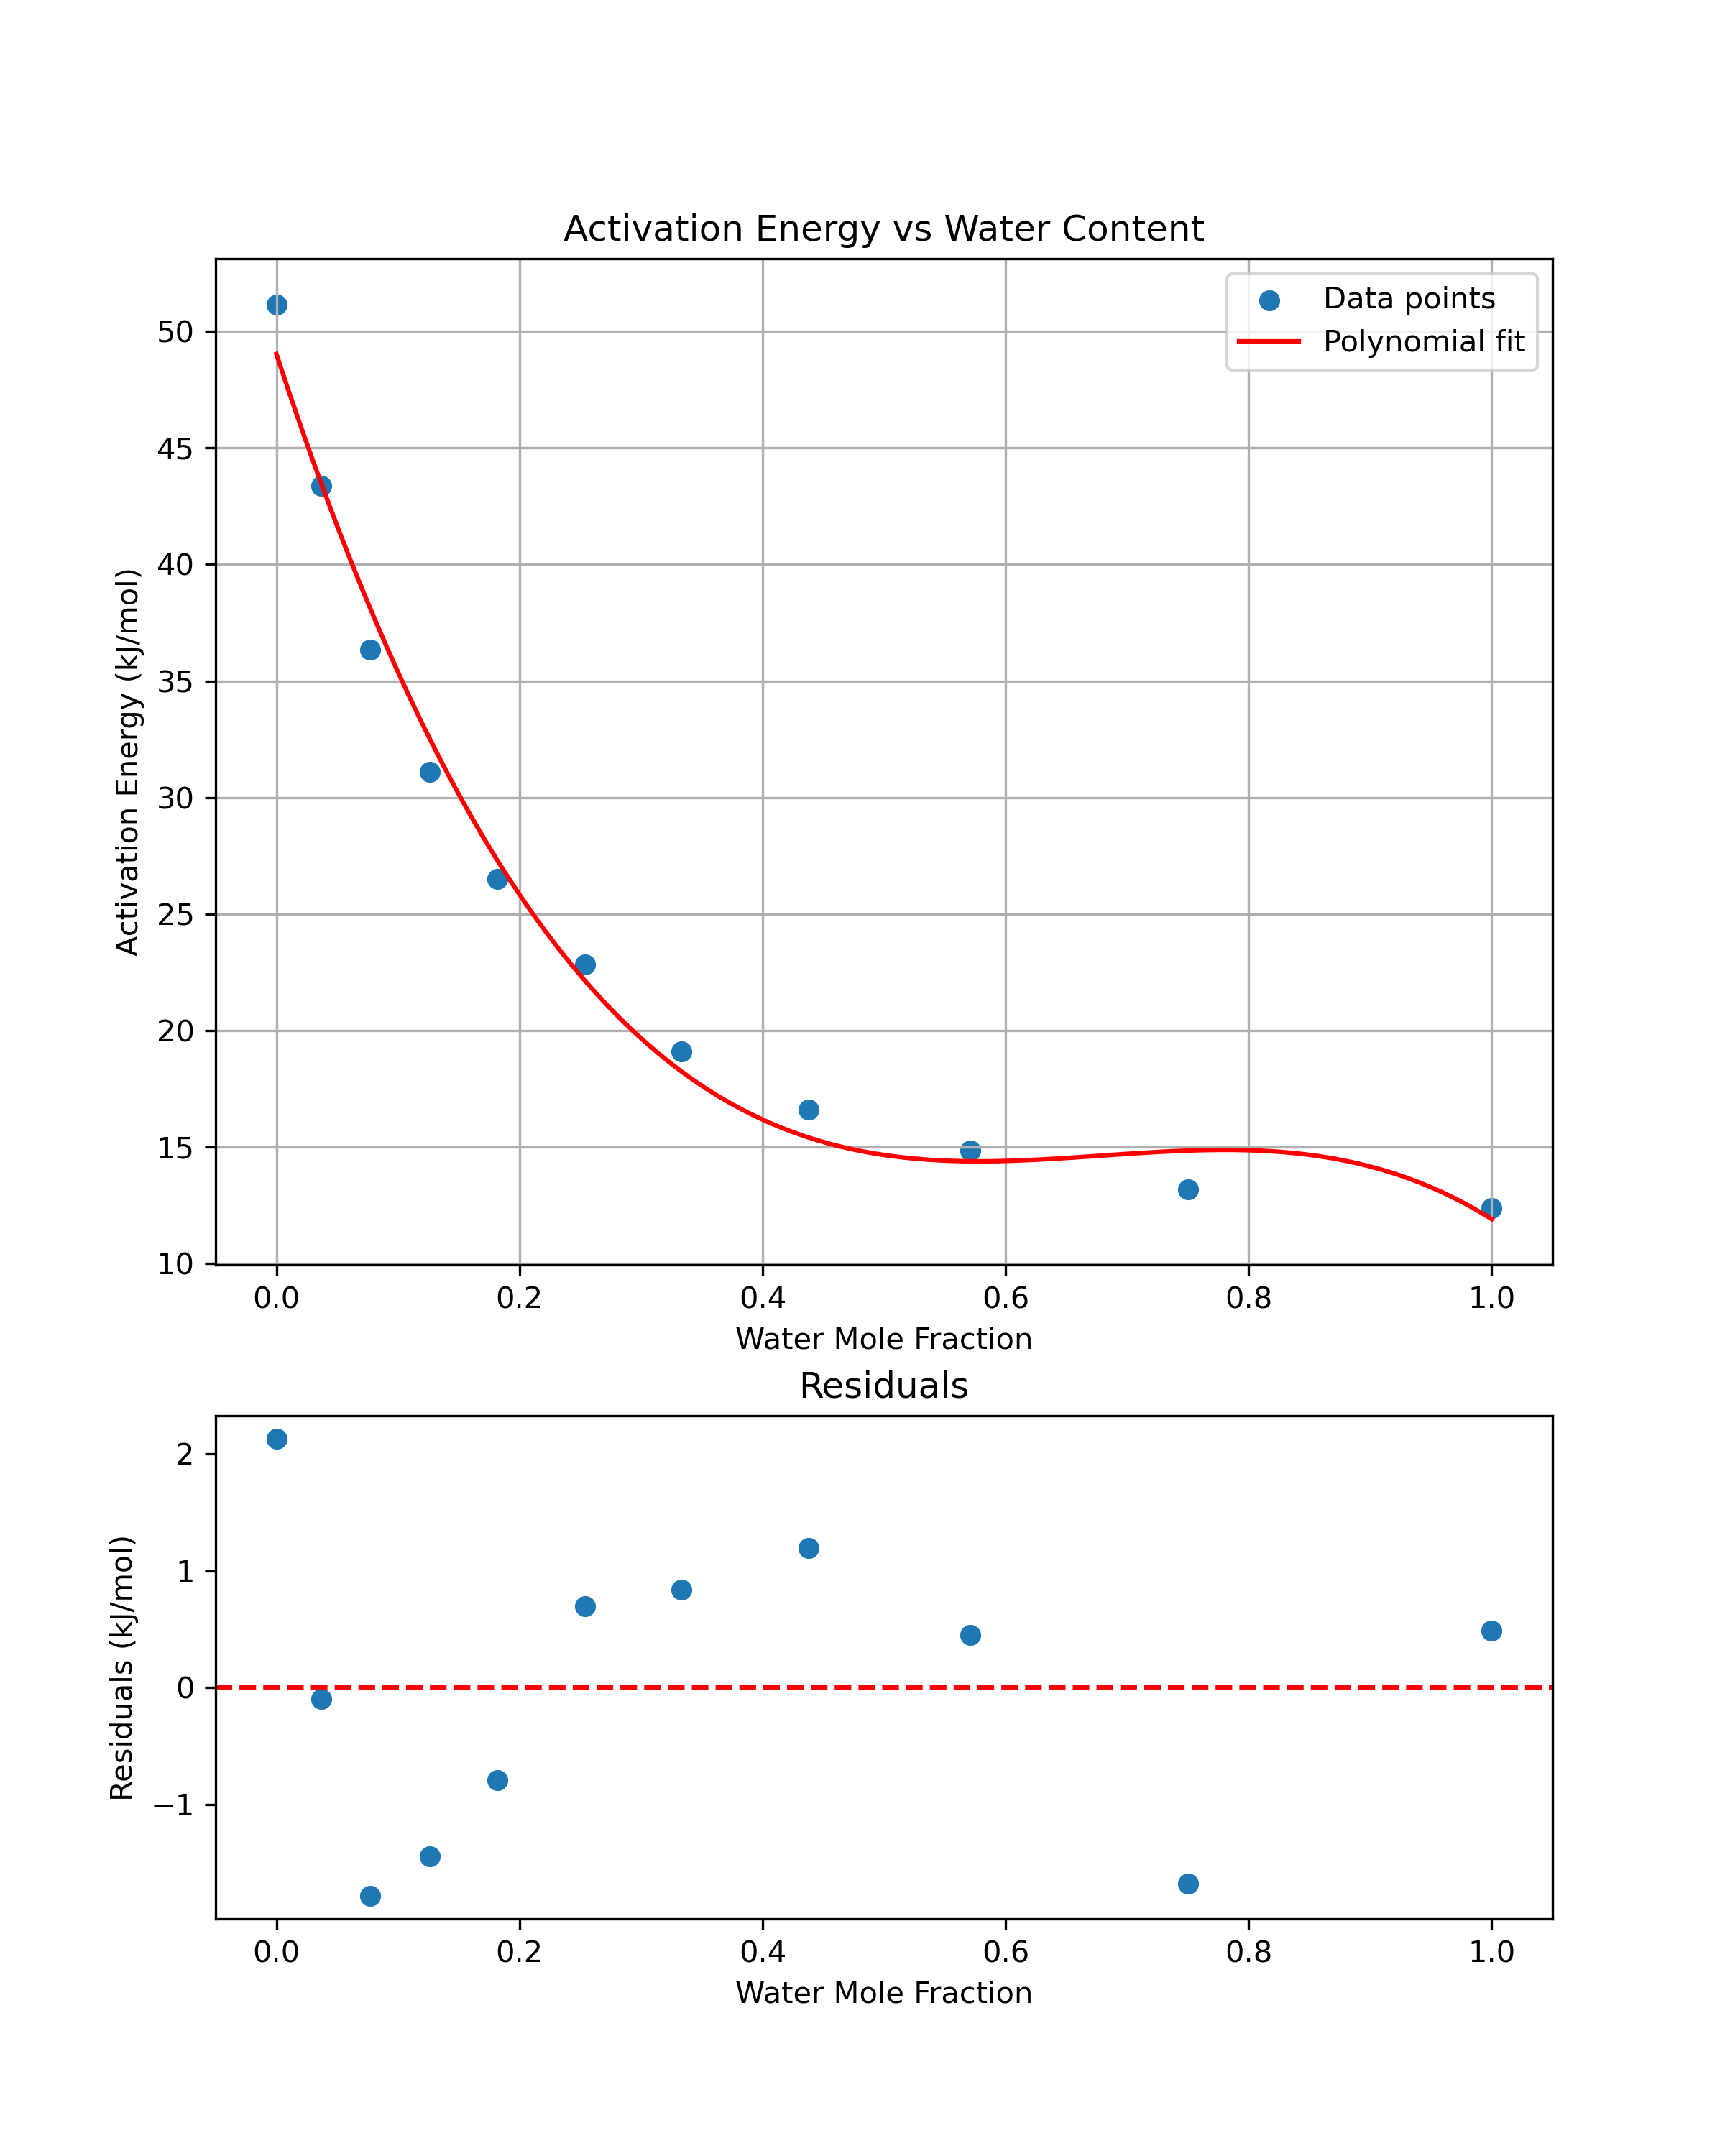 Activation Energy vs Water Content
Data points
Polynomial fit
Activation Energy (kJ/mol)
50
45
40
35
30
25
20
15
10
0.0 0.2 0.4 0.6 0.8 1.0
Water Mole Fraction
Residuals
Residuals (kJ/mol)
2
1
0
−1
0.0 0.2 0.4 0.6 0.8 1.0
Water Mole Fraction